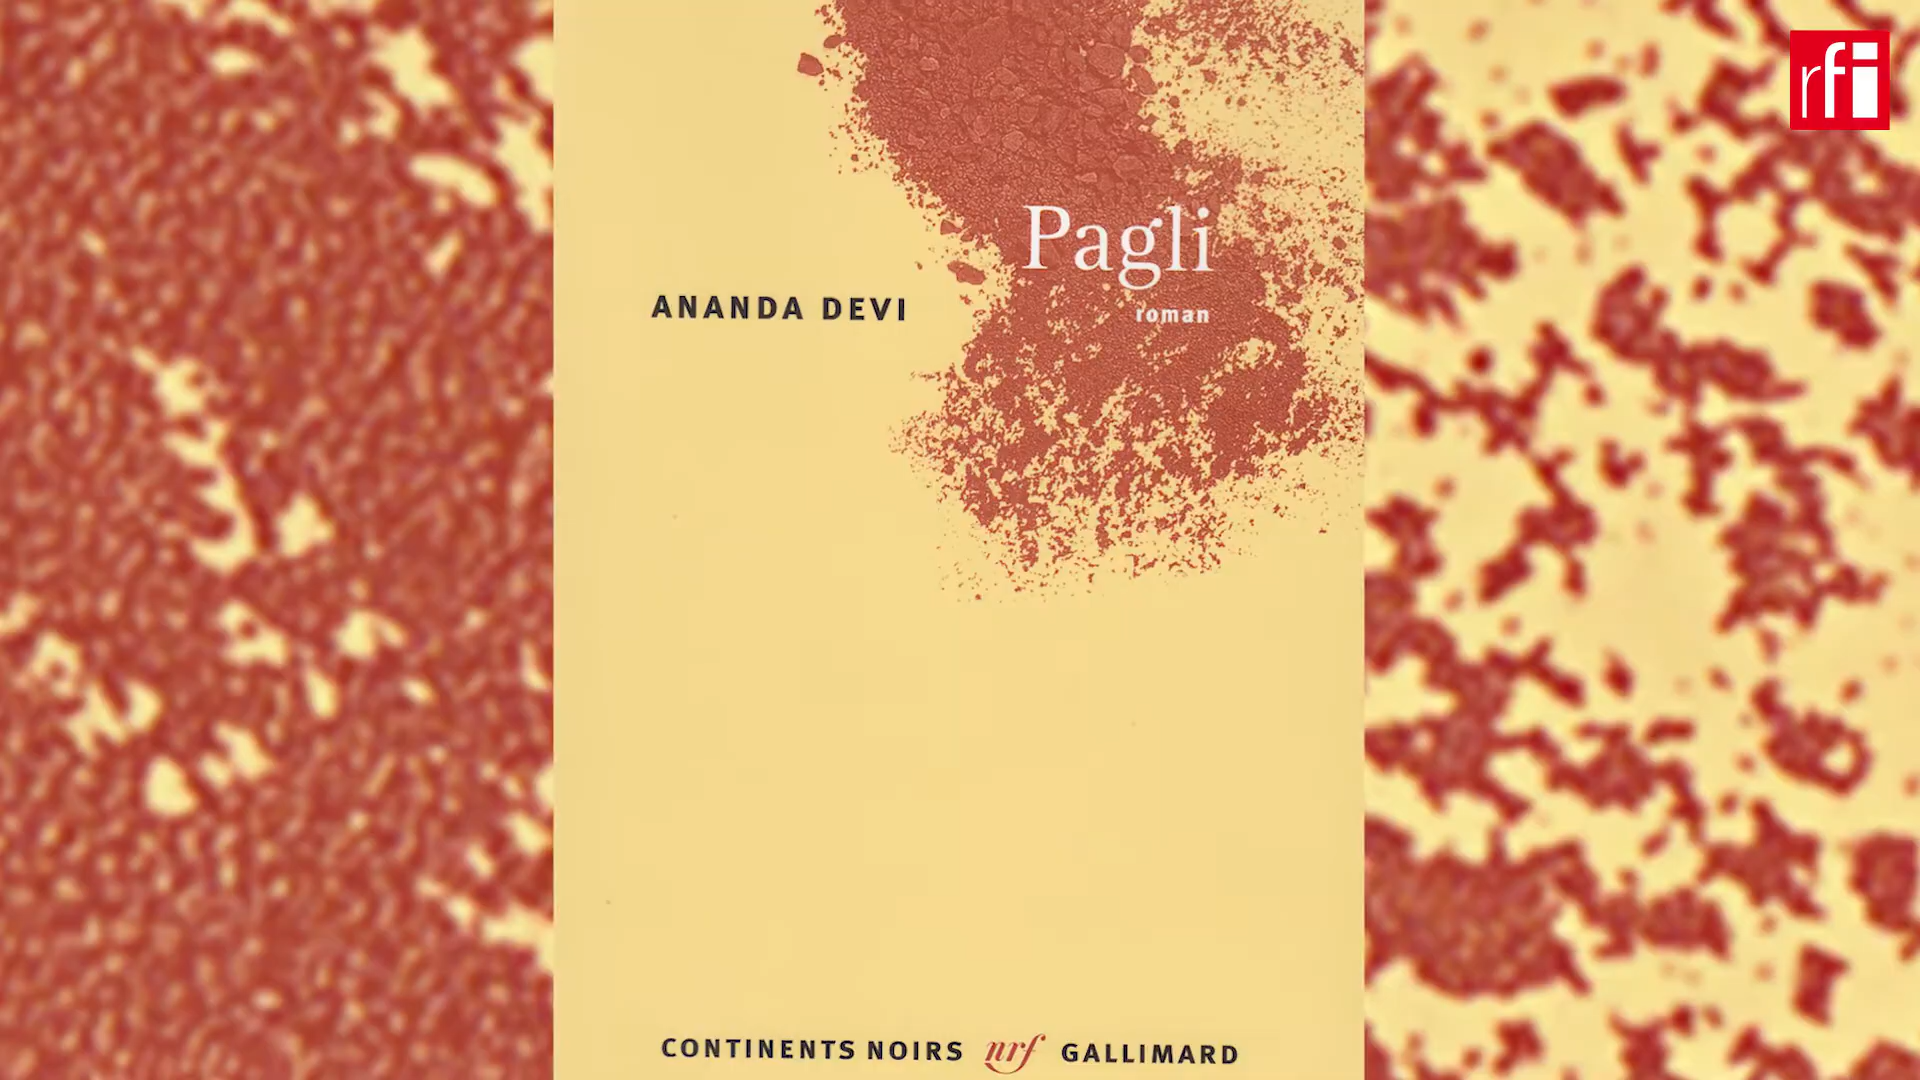 rfi
Pagli
ANANDA DEVI
roman
CONTINENTS NOIRS nrf GALLIMARD